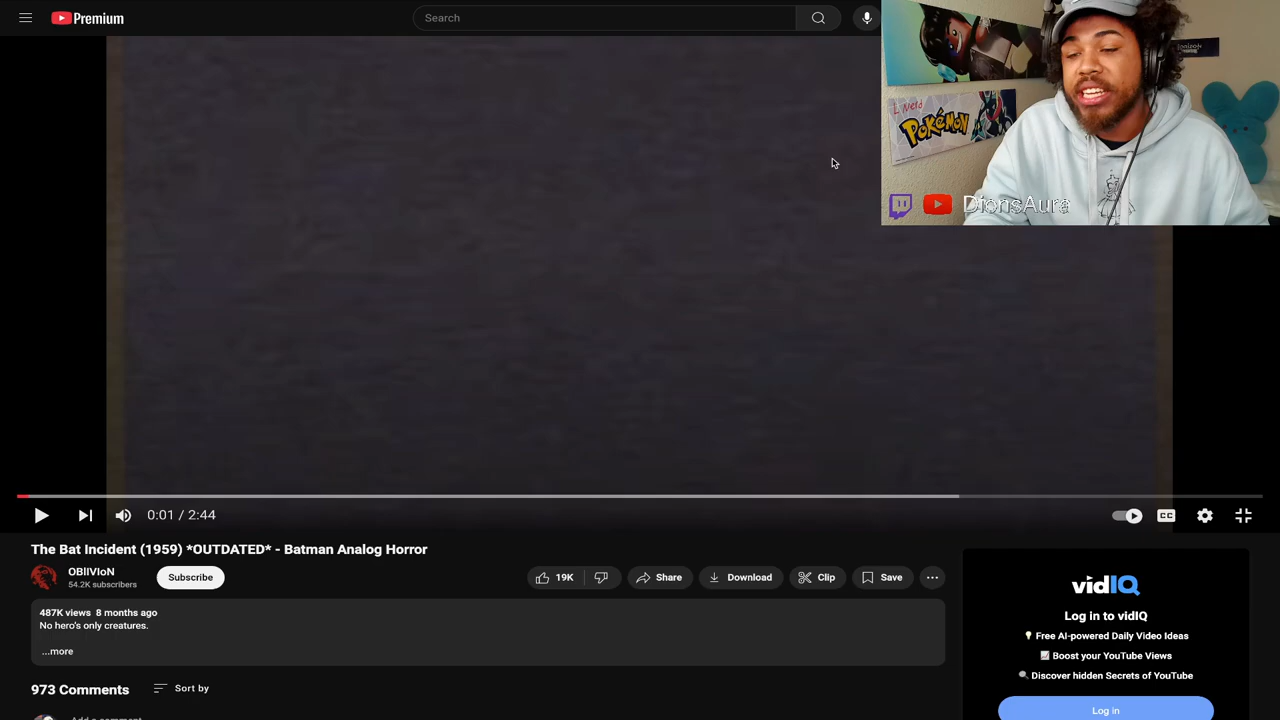 Premium
Search
L Nerd
POKÉMON
DionsAura
0:01 / 2:44
CC
The Bat Incident (1959) *OUTDATED* - Batman Analog Horror
OBlIVIoN
54.2K subscribers
Subscribe
19K
Share
Download
Clip
Save
487K views 8 months ago
No hero's only creatures.
...more
973 Comments
Sort by
vidIQ
Log in to vidIQ
Free AI-powered Daily Video Ideas
Boost your YouTube Views
Discover hidden Secrets of YouTube
Log in